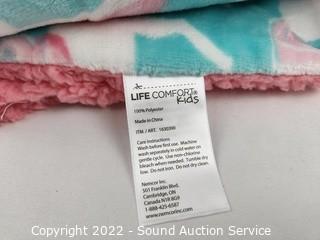 LIFE COMFORT®
Kids
100% Polyester
Made in China
ITM. / ART. 1630390
Care Instructions
Wash before first use. Machine
wash separately in cold water on
gentle cycle. Use non-chlorine
bleach when needed. Tumble dry
low. Do not iron. Do not dry clean.
Nemcor Inc.
501 Franklin Blvd.
Cambridge, ON
Canada N1R 8G9
1-888-425-6587
www.nemcorinc.com
Copyright 2022 - Sound Auction Service